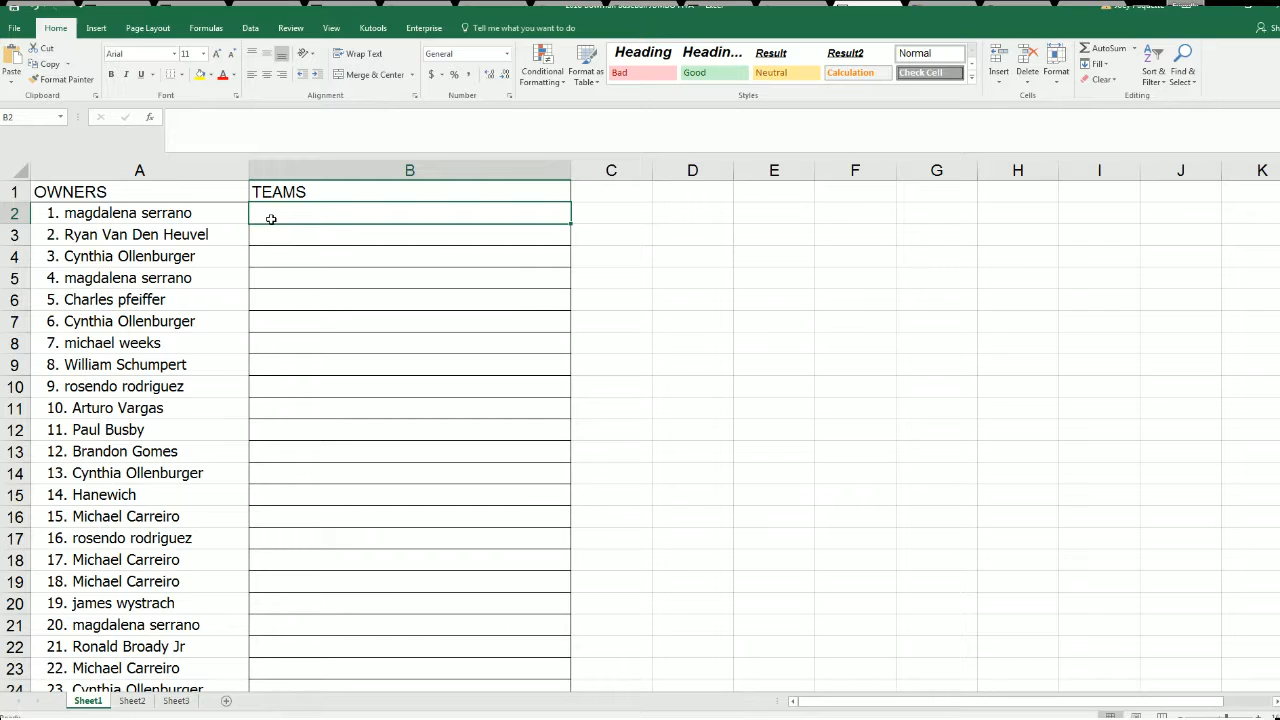 File Home Insert Page Layout Formulas Data Review View Kutools Enterprise Tell me what you want to do
Paste Cut Copy Format Painter Clipboard
Arial 11 Font
Wrap Text Merge & Center Alignment
General Number
Conditional Formatting Format as Table
Heading Headin... Result Result2 Normal
Bad Good Neutral Calculation Check Cell
Styles
Insert Delete Format Cells
AutoSum Fill Clear Sort & Filter Find & Select Editing
B2 fx
A B C D E F G H I J K
1 OWNERS TEAMS
2 1. magdalena serrano
3 2. Ryan Van Den Heuvel
4 3. Cynthia Ollenburger
5 4. magdalena serrano
6 5. Charles pfeiffer
7 6. Cynthia Ollenburger
8 7. michael weeks
9 8. William Schumpert
10 9. rosendo rodriguez
11 10. Arturo Vargas
12 11. Paul Busby
13 12. Brandon Gomes
14 13. Cynthia Ollenburger
15 14. Hanewich
16 15. Michael Carreiro
17 16. rosendo rodriguez
18 17. Michael Carreiro
19 18. Michael Carreiro
20 19. james wystrach
21 20. magdalena serrano
22 21. Ronald Broady Jr
23 22. Michael Carreiro
24 23. Cynthia Ollenburger
Sheet1 Sheet2 Sheet3